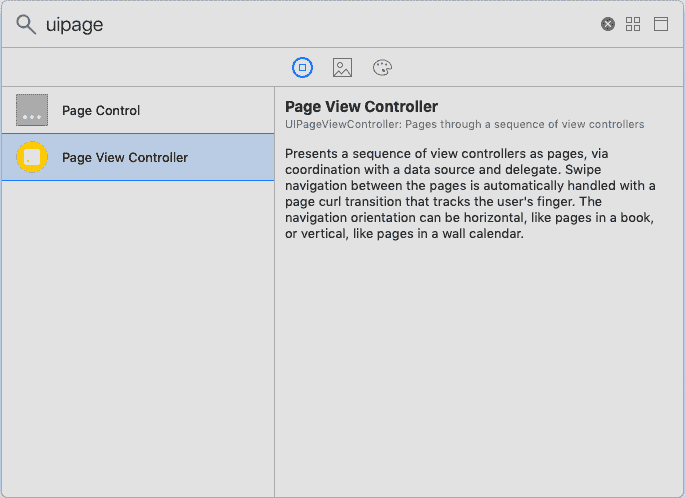 uipage
Page Control
Page View Controller
Page View Controller
UIPageViewController: Pages through a sequence of view controllers
Presents a sequence of view controllers as pages, via
coordination with a data source and delegate. Swipe
navigation between the pages is automatically handled with a
page curl transition that tracks the user's finger. The
navigation orientation can be horizontal, like pages in a book,
or vertical, like pages in a wall calendar.